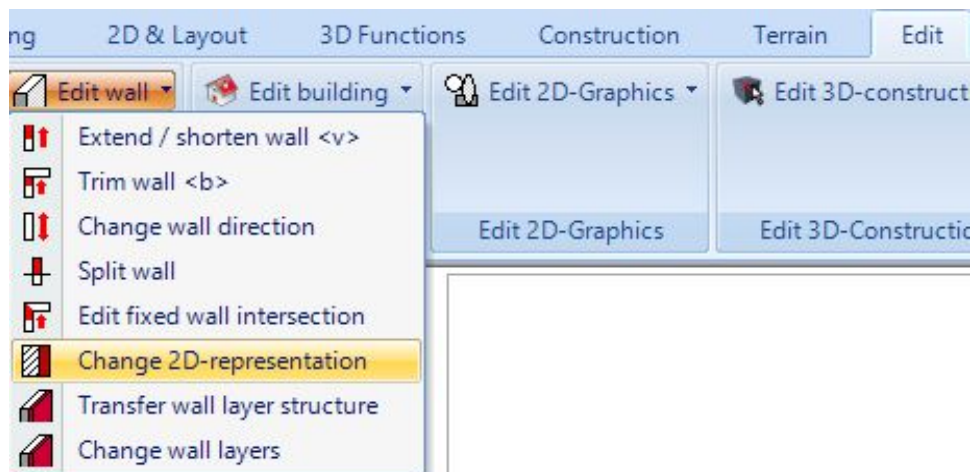 2D & Layout 3D Functions Construction Terrain Edit
Edit wall Edit building Edit 2D-Graphics Edit 3D-construct
Extend / shorten wall <v>
Trim wall <b>
Change wall direction
Edit 2D-Graphics Edit 3D-Constructio
Split wall
Edit fixed wall intersection
Change 2D-representation
Transfer wall layer structure
Change wall layers